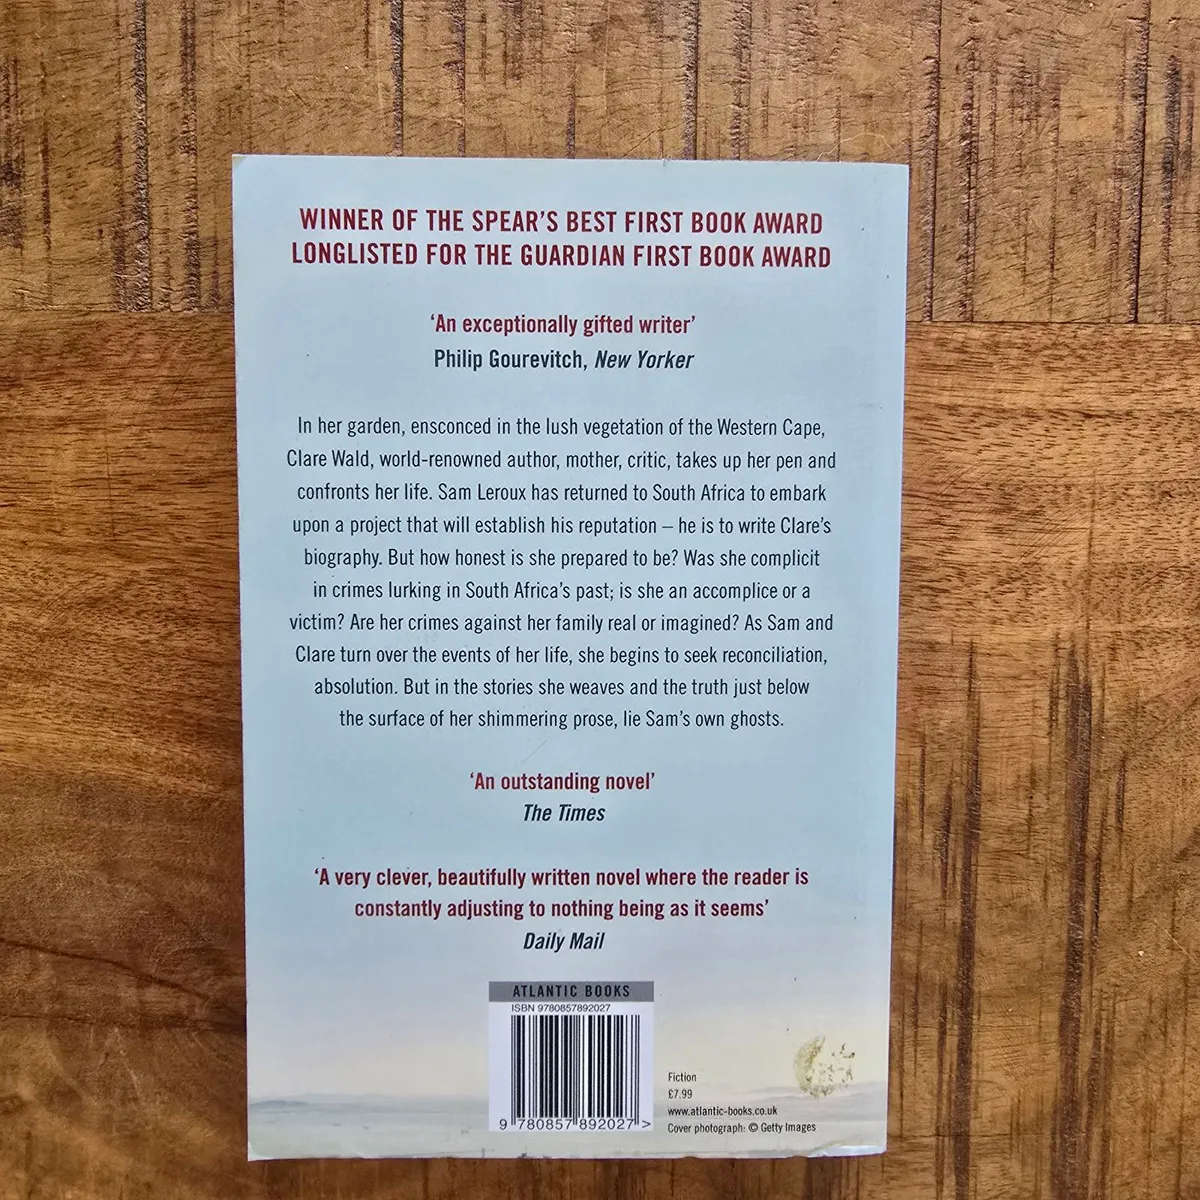 WINNER OF THE SPEAR'S BEST FIRST BOOK AWARD
LONGLISTED FOR THE GUARDIAN FIRST BOOK AWARD
‘An exceptionally gifted writer’
Philip Gourevitch, New Yorker
In her garden, ensconced in the lush vegetation of the Western Cape,
Clare Wald, world-renowned author, mother, critic, takes up her pen and
confronts her life. Sam Leroux has returned to South Africa to embark
upon a project that will establish his reputation – he is to write Clare’s
biography. But how honest is she prepared to be? Was she complicit
in crimes lurking in South Africa’s past; is she an accomplice or a
victim? Are her crimes against her family real or imagined? As Sam and
Clare turn over the events of her life, she begins to seek reconciliation,
absolution. But in the stories she weaves and the truth just below
the surface of her shimmering prose, lie Sam’s own ghosts.
‘An outstanding novel’
The Times
‘A very clever, beautifully written novel where the reader is
constantly adjusting to nothing being as it seems’
Daily Mail
ATLANTIC BOOKS
ISBN 9780857892027
9 780857 892027 >
Fiction
£7.99
www.atlantic-books.co.uk
Cover photograph: © Getty Images